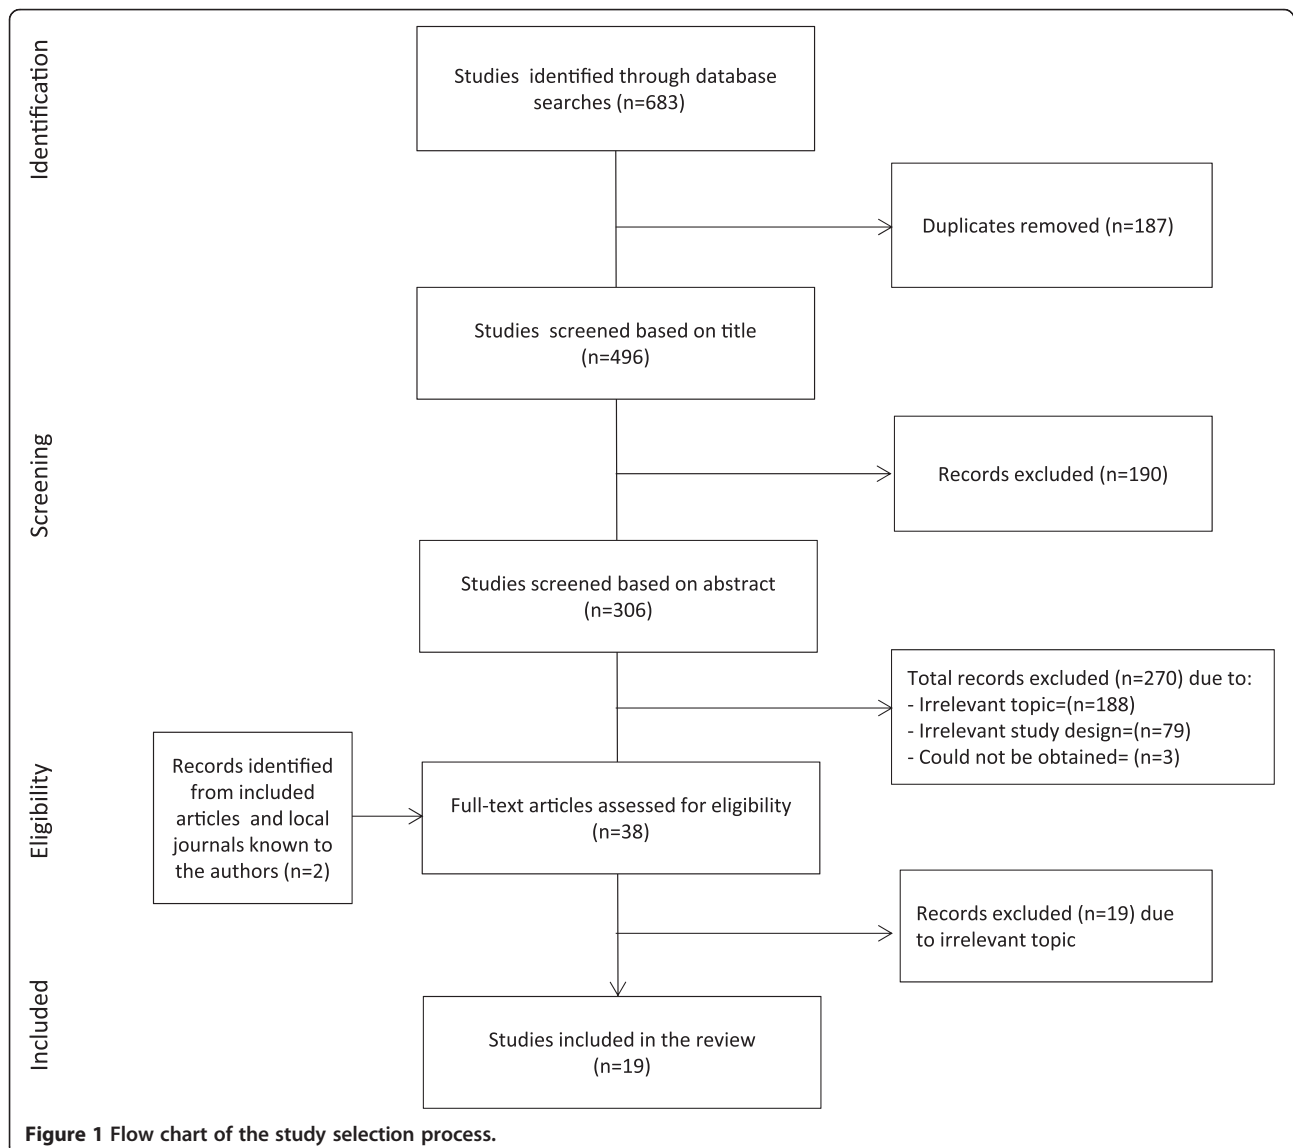 Identification
Studies identified through database
searches (n=683)
Duplicates removed (n=187)
Studies screened based on title
(n=496)
Screening
Records excluded (n=190)
Studies screened based on abstract
(n=306)
Total records excluded (n=270) due to:
- Irrelevant topic=(n=188)
- Irrelevant study design=(n=79)
- Could not be obtained= (n=3)
Eligibility
Records identified
from included
articles and local
journals known to
the authors (n=2)
Full-text articles assessed for eligibility
(n=38)
Records excluded (n=19) due
to irrelevant topic
Included
Studies included in the review
(n=19)
Figure 1 Flow chart of the study selection process.